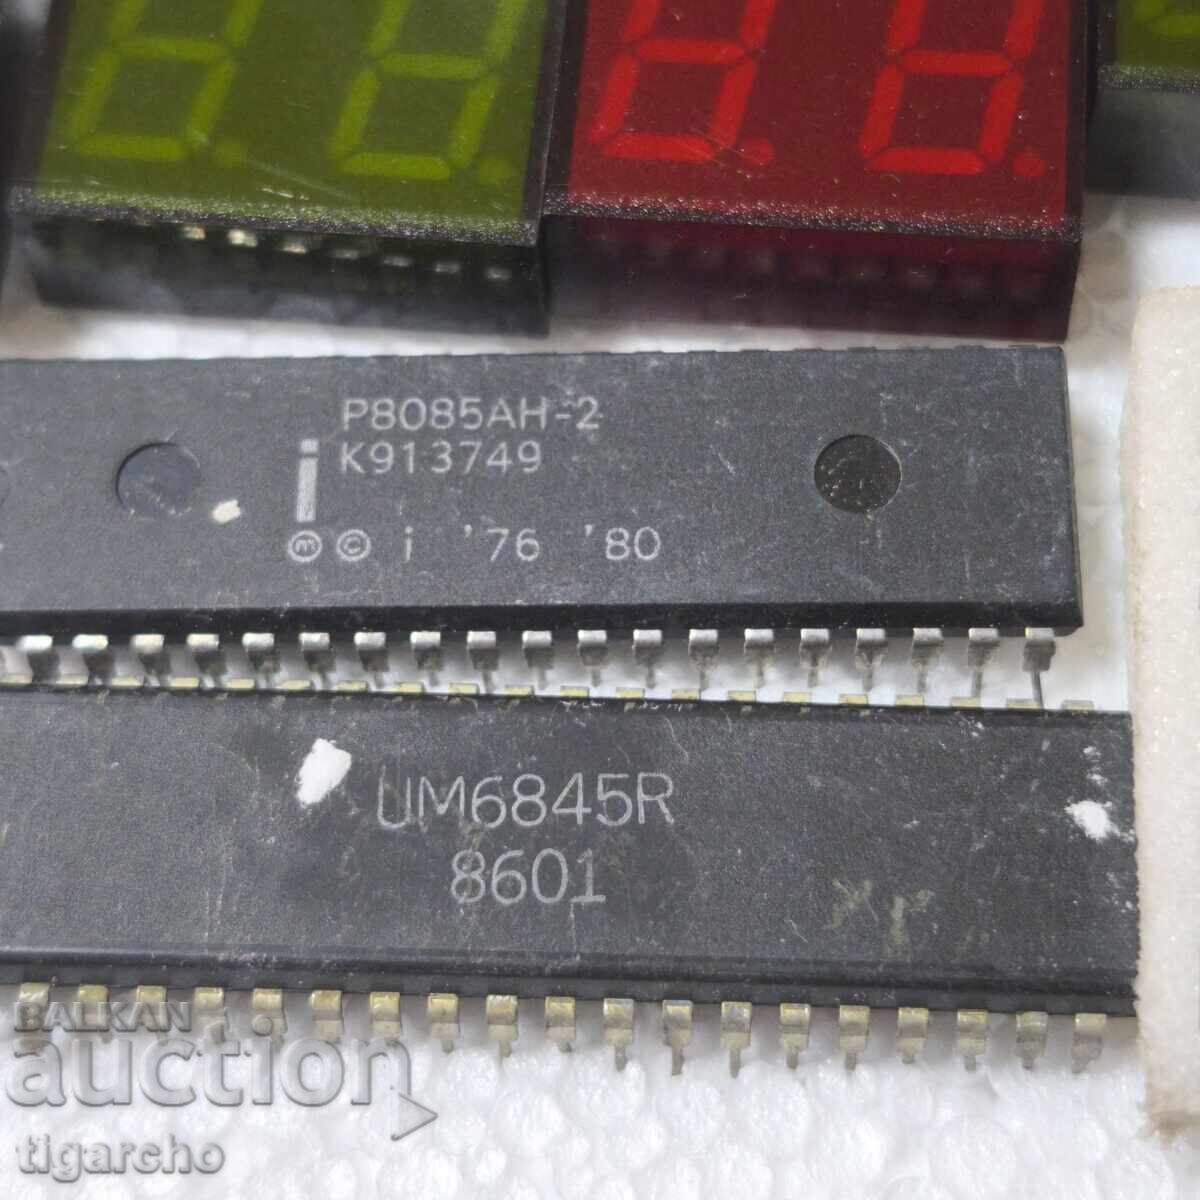 P8085AH-2
i K913749
m © i '76 '80
UM6845R
8601
BALKAN
auction
tigarcho